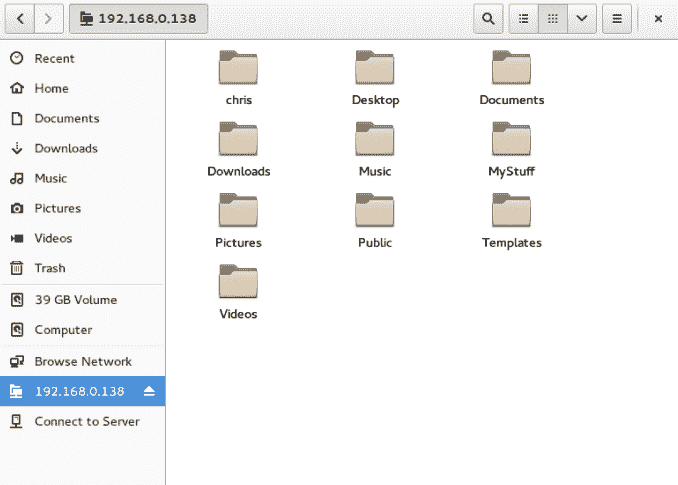 192.168.0.138
Recent
Home
Documents
Downloads
Music
Pictures
Videos
Trash
39 GB Volume
Computer
Browse Network
192.168.0.138
Connect to Server
chris Desktop Documents
Downloads Music MyStuff
Pictures Public Templates
Videos